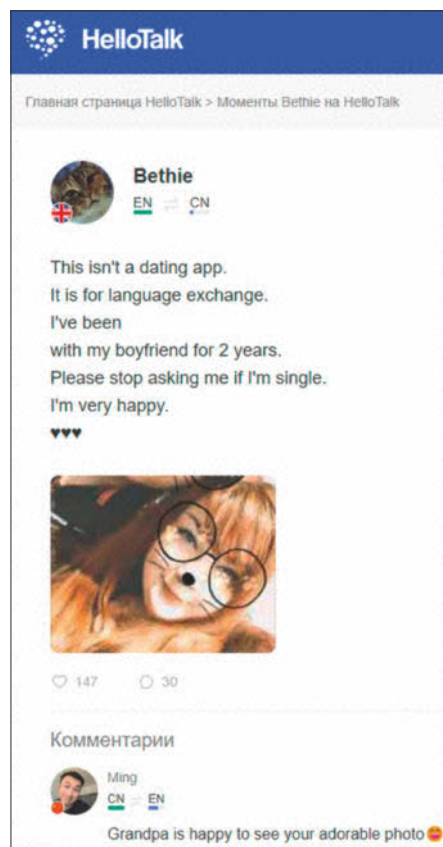 HelloTalk
Главная страница HelloTalk > Моменты Bethie на HelloTalk
Bethie
EN CN
This isn't a dating app.
It is for language exchange.
I've been
with my boyfriend for 2 years.
Please stop asking me if I'm single.
I'm very happy.
♥♥♥
147 30
Комментарии
Ming
CN EN
Grandpa is happy to see your adorable photo 😍